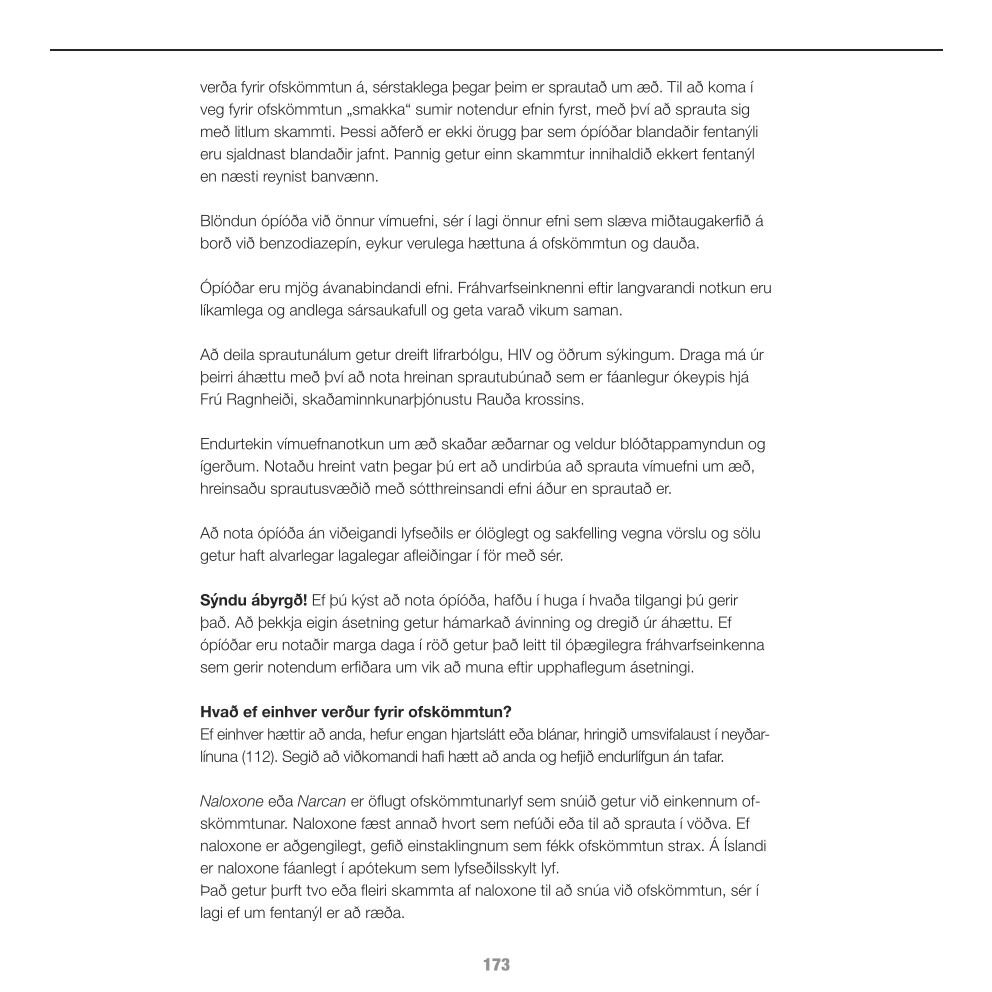 verða fyrir ofskömmtun á, sérstaklega þegar þeim er sprautað um æð. Til að koma í
veg fyrir ofskömmtun „smakka“ sumir notendur efnin fyrst, með því að sprauta sig
með litlum skammti. Þessi aðferð er ekki örugg þar sem ópíóðar blandaðir fentanýli
eru sjaldnast blandaðir jafnt. Þannig getur einn skammtur innihaldið ekkert fentanýl
en næsti reynist banvænn.

Blöndun ópíóða við önnur vímuefni, sér í lagi önnur efni sem slæva miðtaugakerfið á
borð við benzodiazepín, eykur verulega hættuna á ofskömmtun og dauða.

Ópíóðar eru mjög ávanabindandi efni. Fráhvarfseinknenni eftir langvarandi notkun eru
líkamlega og andlega sársaukafull og geta varað vikum saman.

Að deila sprautunálum getur dreift lifrarbólgu, HIV og öðrum sýkingum. Draga má úr
þeirri áhættu með því að nota hreinan sprautubúnað sem er fáanlegur ókeypis hjá
Frú Ragnheiði, skaðaminnkunarþjónustu Rauða krossins.

Endurtekin vímuefnanotkun um æð skaðar æðarnar og veldur blóðtappamyndun og
ígerðum. Notaðu hreint vatn þegar þú ert að undirbúa að sprauta vímuefni um æð,
hreinsaðu sprautusvæðið með sótthreinsandi efni áður en sprautað er.

Að nota ópíóða án viðeigandi lyfseðils er ólöglegt og sakfelling vegna vörslu og sölu
getur haft alvarlegar lagalegar afleiðingar í för með sér.

Sýndu ábyrgð! Ef þú kýst að nota ópíóða, hafðu í huga í hvaða tilgangi þú gerir
það. Að þekkja eigin ásetning getur hámarkað ávinning og dregið úr áhættu. Ef
ópíóðar eru notaðir marga daga í röð getur það leitt til óþægilegra fráhvarfseinkenna
sem gerir notendum erfiðara um vik að muna eftir upphaflegum ásetningi.

Hvað ef einhver verður fyrir ofskömmtun?
Ef einhver hættir að anda, hefur engan hjartslátt eða blánar, hringið umsvifalaust í neyðar-
línuna (112). Segið að viðkomandi hafi hætt að anda og hefjið endurlífgun án tafar.

Naloxone eða Narcan er öflugt ofskömmtunarlyf sem snúið getur við einkennum of-
skömmtunar. Naloxone fæst annað hvort sem nefúði eða til að sprauta í vöðva. Ef
naloxone er aðgengilegt, gefið einstaklingnum sem fékk ofskömmtun strax. Á Íslandi
er naloxone fáanlegt í apótekum sem lyfseðilsskylt lyf.
Það getur þurft tvo eða fleiri skammta af naloxone til að snúa við ofskömmtun, sér í
lagi ef um fentanýl er að ræða.

173